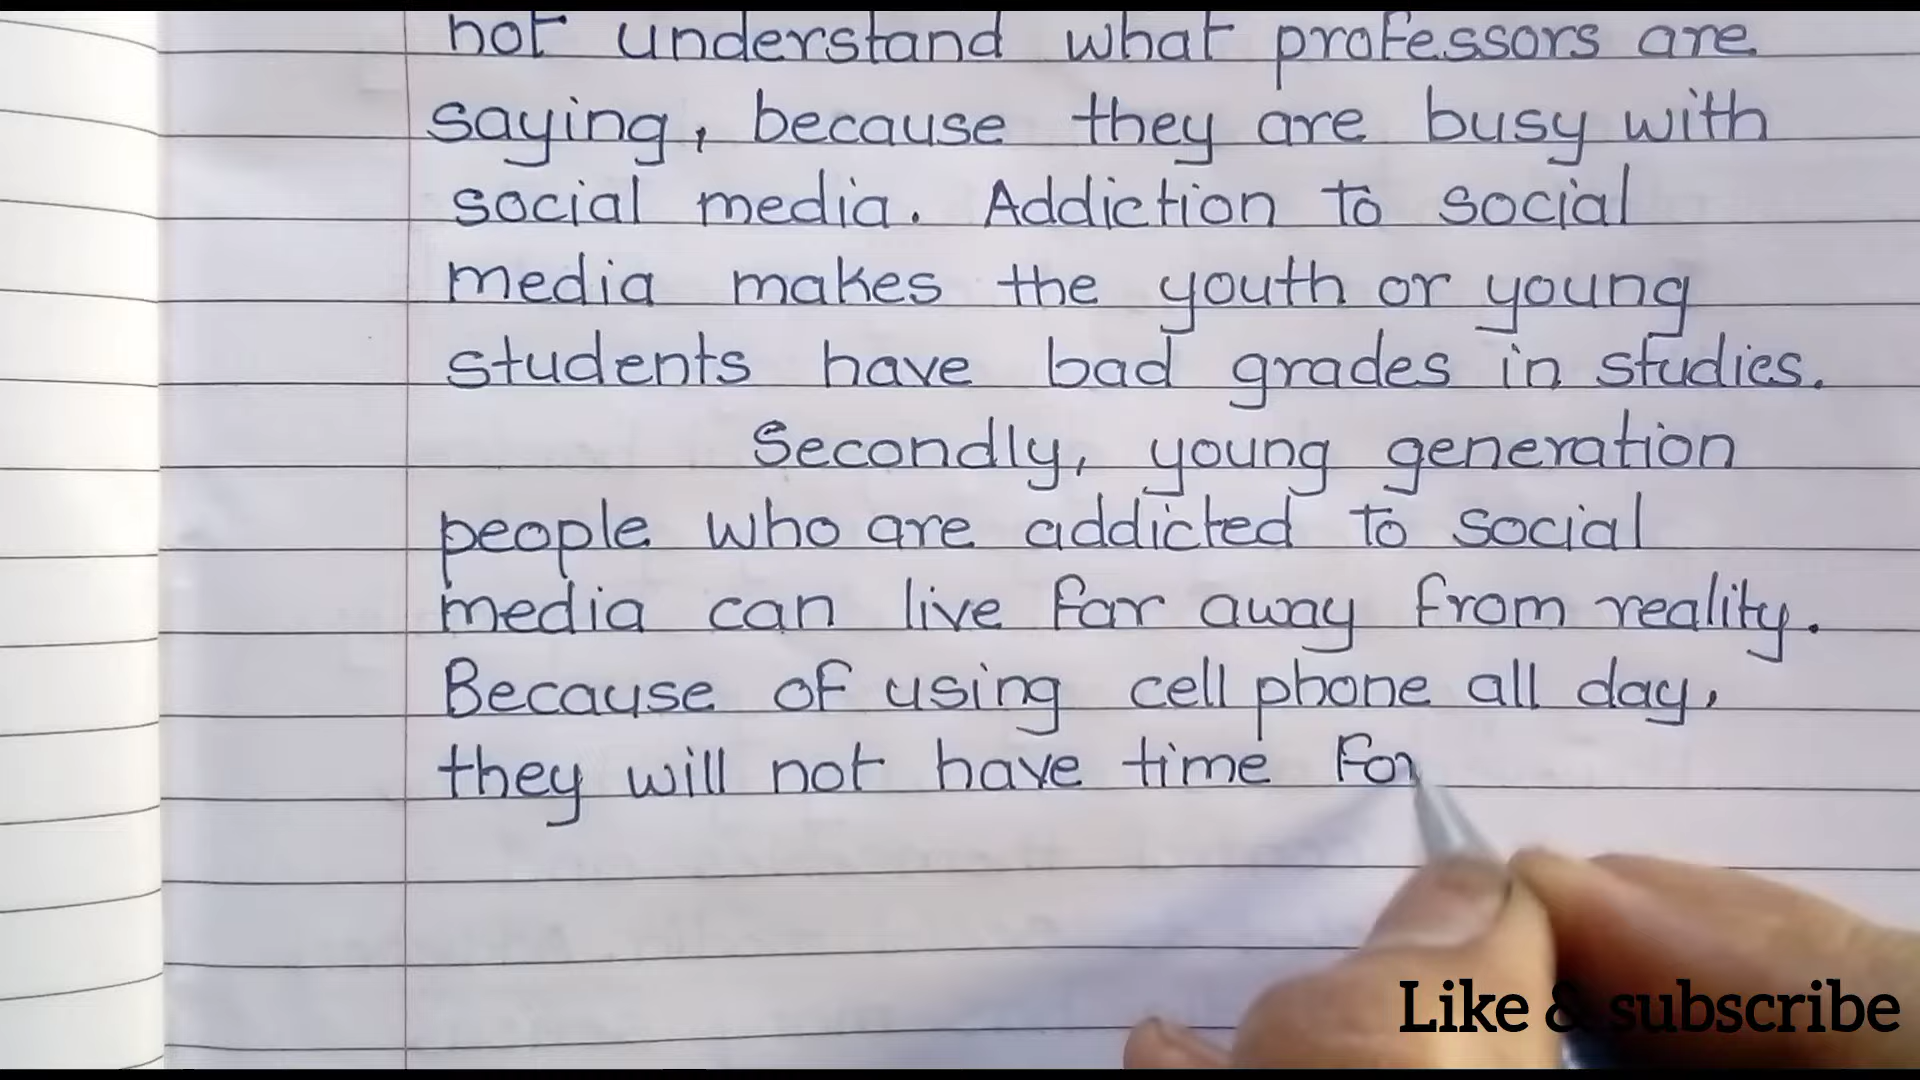 not understand what professors are
saying, because they are busy with
social media. Addiction to social
media makes the youth or young
students have bad grades in studies.
Secondly, young generation
people who are addicted to social
media can live far away from reality.
Because of using cell phone all day,
they will not have time for
Like & subscribe